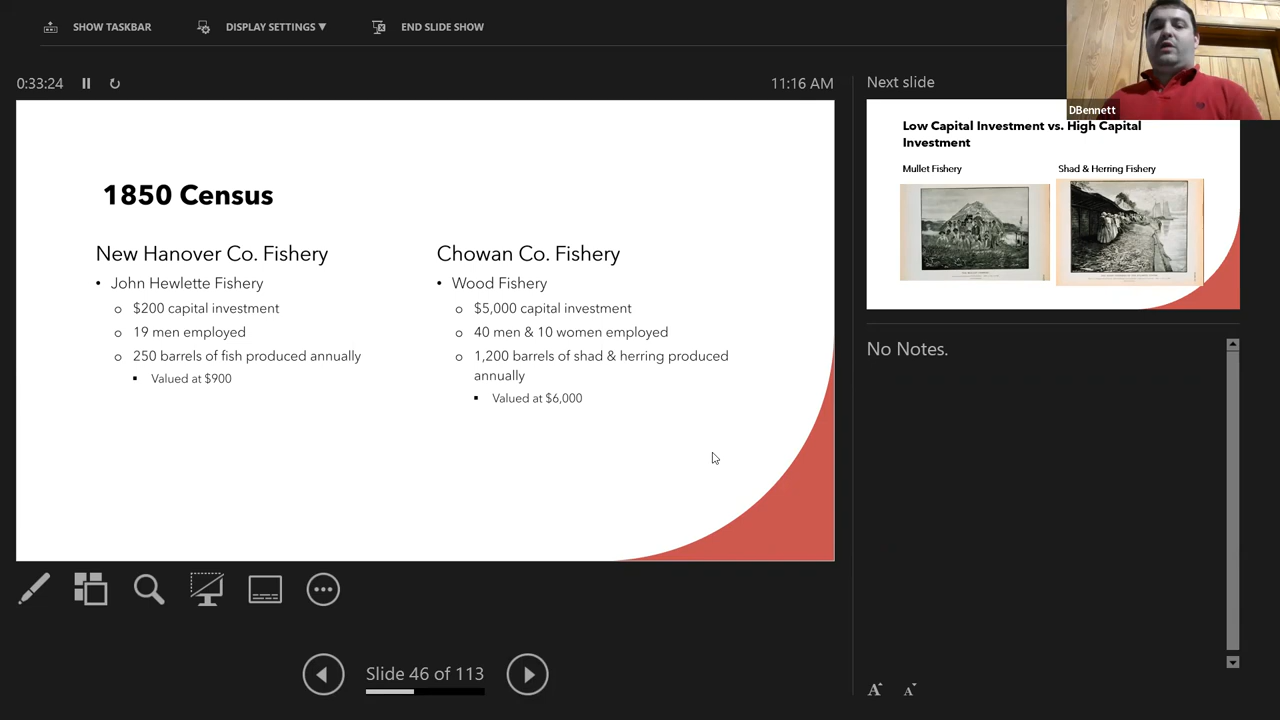 SHOW TASKBAR
DISPLAY SETTINGS ▼
END SLIDE SHOW
0:33:24
11:16 AM
1850 Census
New Hanover Co. Fishery
• John Hewlette Fishery
o $200 capital investment
o 19 men employed
o 250 barrels of fish produced annually
▪ Valued at $900
Chowan Co. Fishery
• Wood Fishery
o $5,000 capital investment
o 40 men & 10 women employed
o 1,200 barrels of shad & herring produced
annually
▪ Valued at $6,000
Slide 46 of 113
Next slide
DBennett
Low Capital Investment vs. High Capital
Investment
Mullet Fishery
Shad & Herring Fishery
No Notes.
A
A